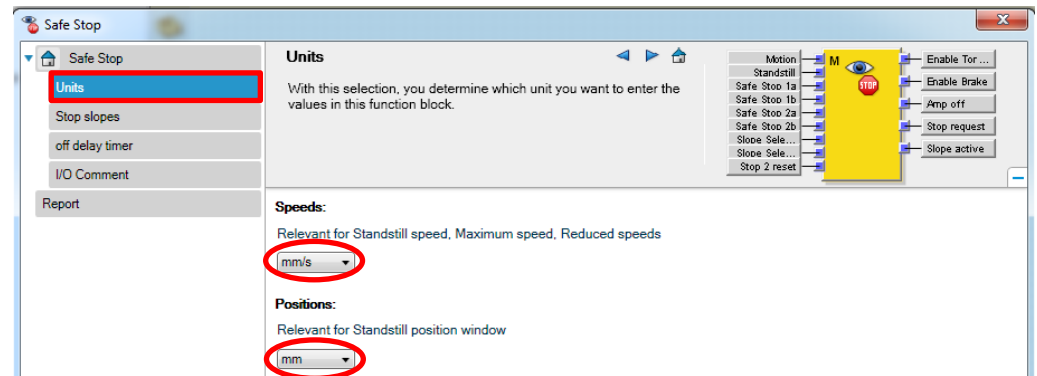 Safe Stop
Safe Stop
Units
Stop slopes
off delay timer
I/O Comment
Report
Units
With this selection, you determine which unit you want to enter the
values in this function block.
Motion
Standstill
Safe Stop 1a
Safe Stop 1b
Safe Stop 2a
Safe Stop 2b
Slope Sele...
Slope Sele...
Stop 2 reset
M
STOP
Enable Tor ...
Enable Brake
Amp off
Stop request
Slope active
Speeds:
Relevant for Standstill speed, Maximum speed, Reduced speeds
mm/s
Positions:
Relevant for Standstill position window
mm